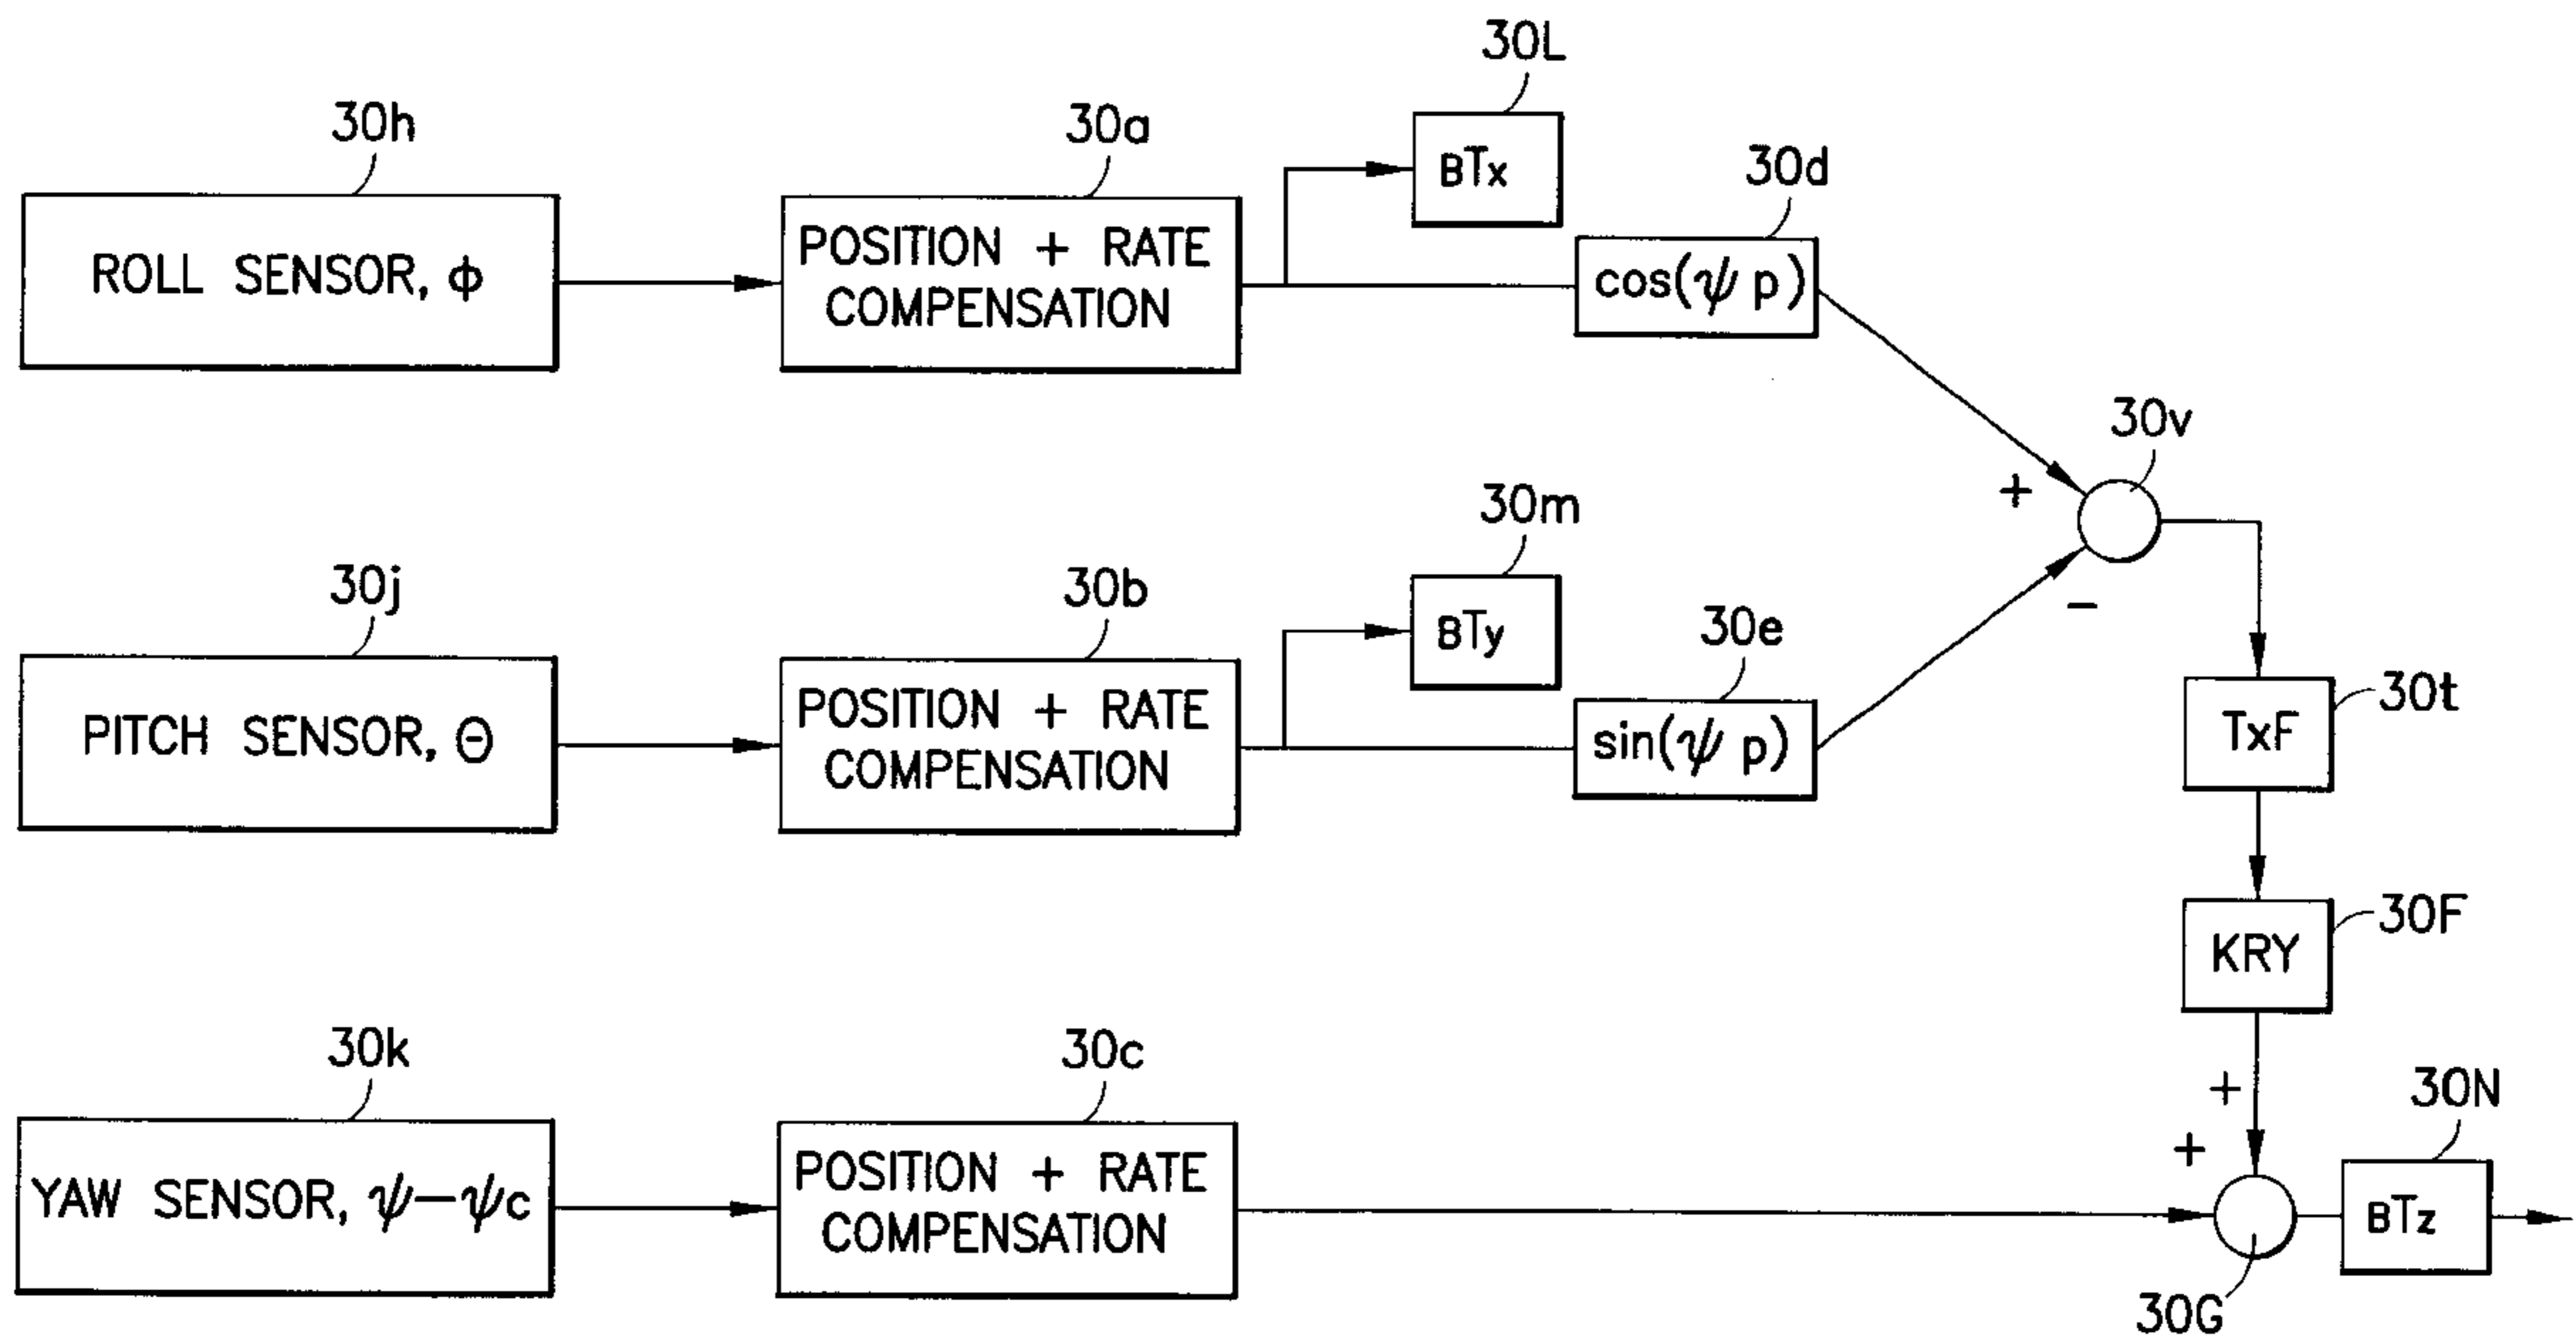 30L
30h
30a
BTx
30d
ROLL SENSOR, ϕ
POSITION + RATE
COMPENSATION
cos(ψ p)
30v
+
30m
30j
30b
BTy
−
30e
PITCH SENSOR, Θ
POSITION + RATE
COMPENSATION
sin(ψ p)
30t
TxF
30F
KRY
30k
30c
+
30N
+
YAW SENSOR, ψ−ψc
POSITION + RATE
COMPENSATION
BTz
30G